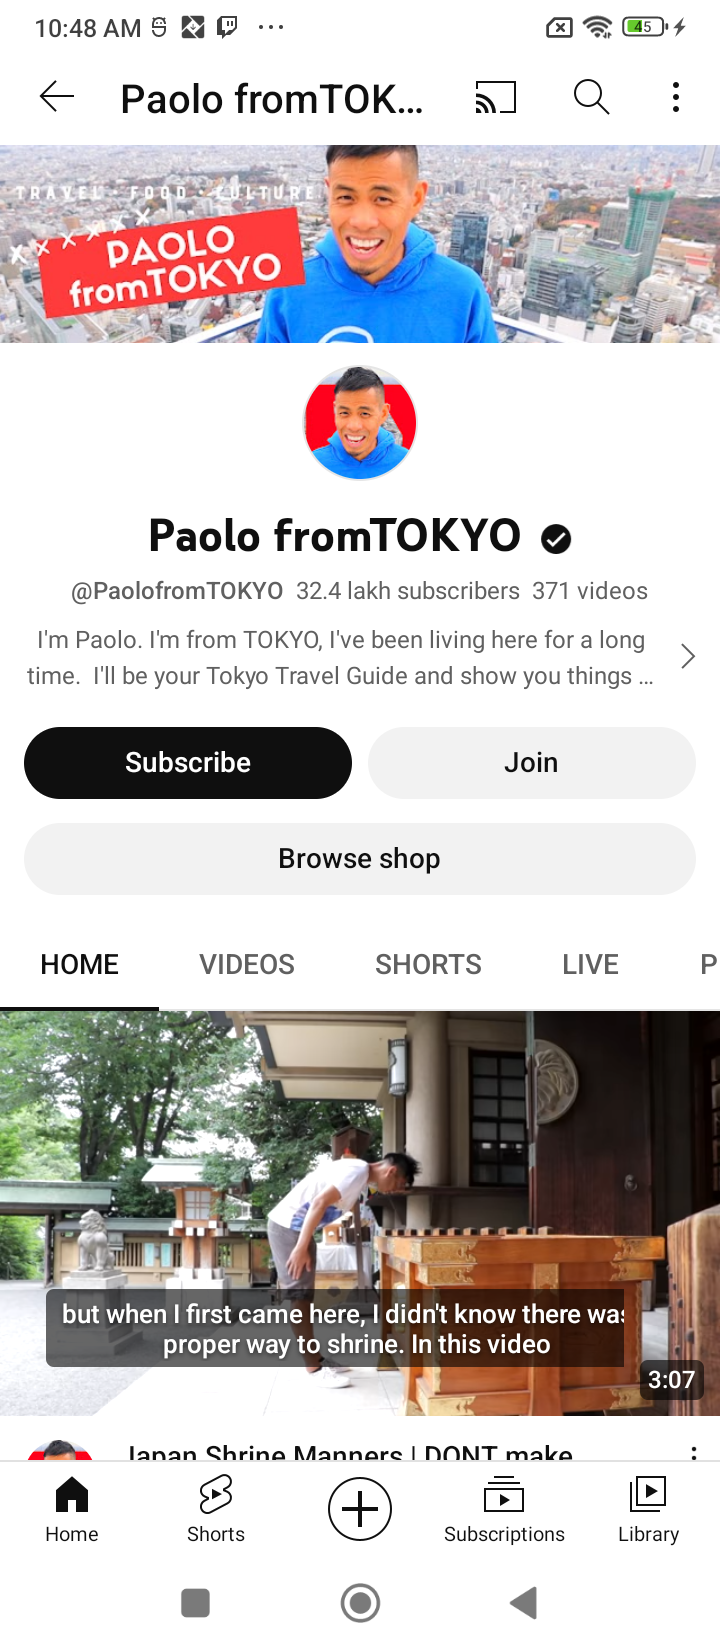 10:48 AM
45
Paolo fromTOK...
TRAVEL · FOOD · CULTURE
PAOLO
fromTOKYO
Paolo fromTOKYO
@PaolofromTOKYO 32.4 lakh subscribers 371 videos
I'm Paolo. I'm from TOKYO, I've been living here for a long
time. I'll be your Tokyo Travel Guide and show you things ...
Subscribe
Join
Browse shop
HOME
VIDEOS
SHORTS
LIVE
P
but when I first came here, I didn't know there was
proper way to shrine. In this video
3:07
Japan Shrine Manners | DONT make
Home
Shorts
Subscriptions
Library